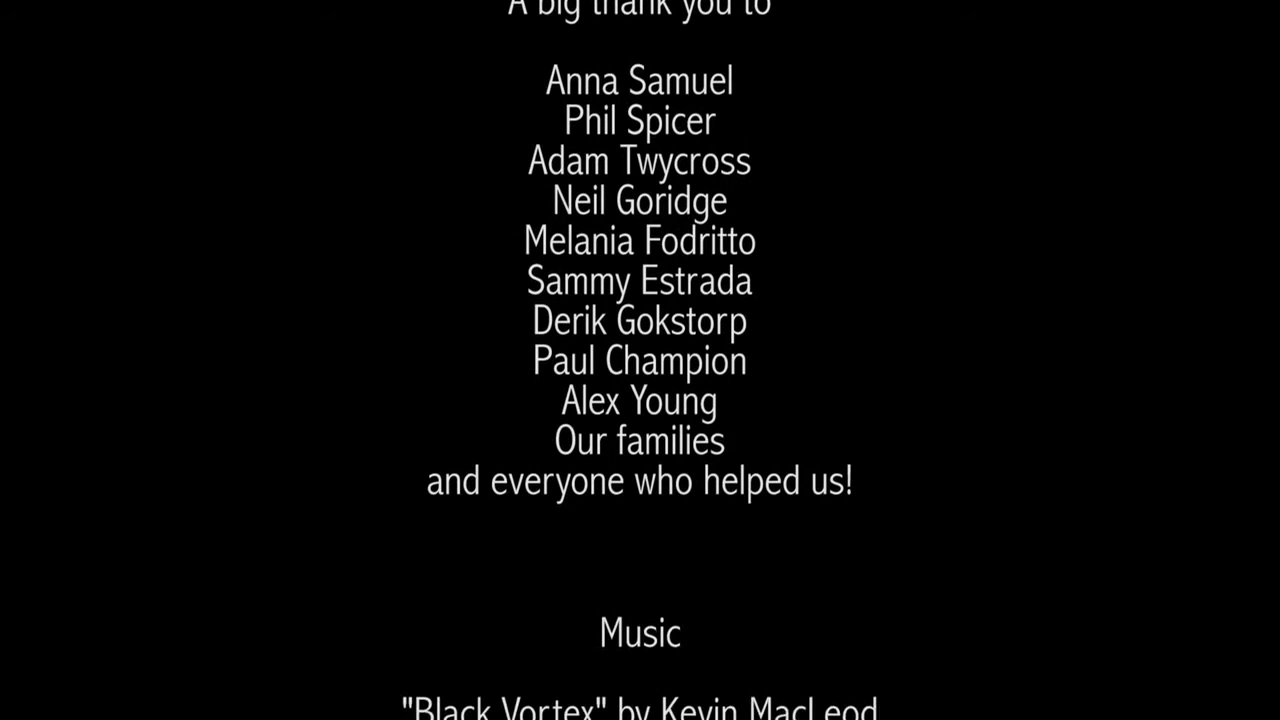 A big thank you to
Anna Samuel
Phil Spicer
Adam Twycross
Neil Goridge
Melania Fodritto
Sammy Estrada
Derik Gokstorp
Paul Champion
Alex Young
Our families
and everyone who helped us!
Music
"Black Vortex" by Kevin MacLeod